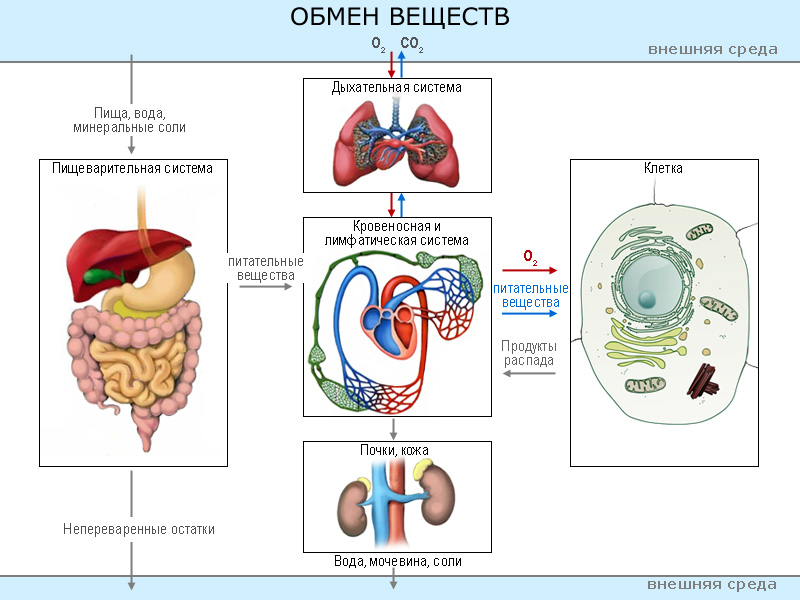 ОБМЕН ВЕЩЕСТВ
O2 CO2
внешняя среда
Дыхательная система
Пища, вода,
минеральные соли
Пищеварительная система
Клетка
Кровеносная и
лимфатическая система
питательные
вещества
O2
питательные
вещества
Продукты
распада
Почки, кожа
Непереваренные остатки
Вода, мочевина, соли
внешняя среда